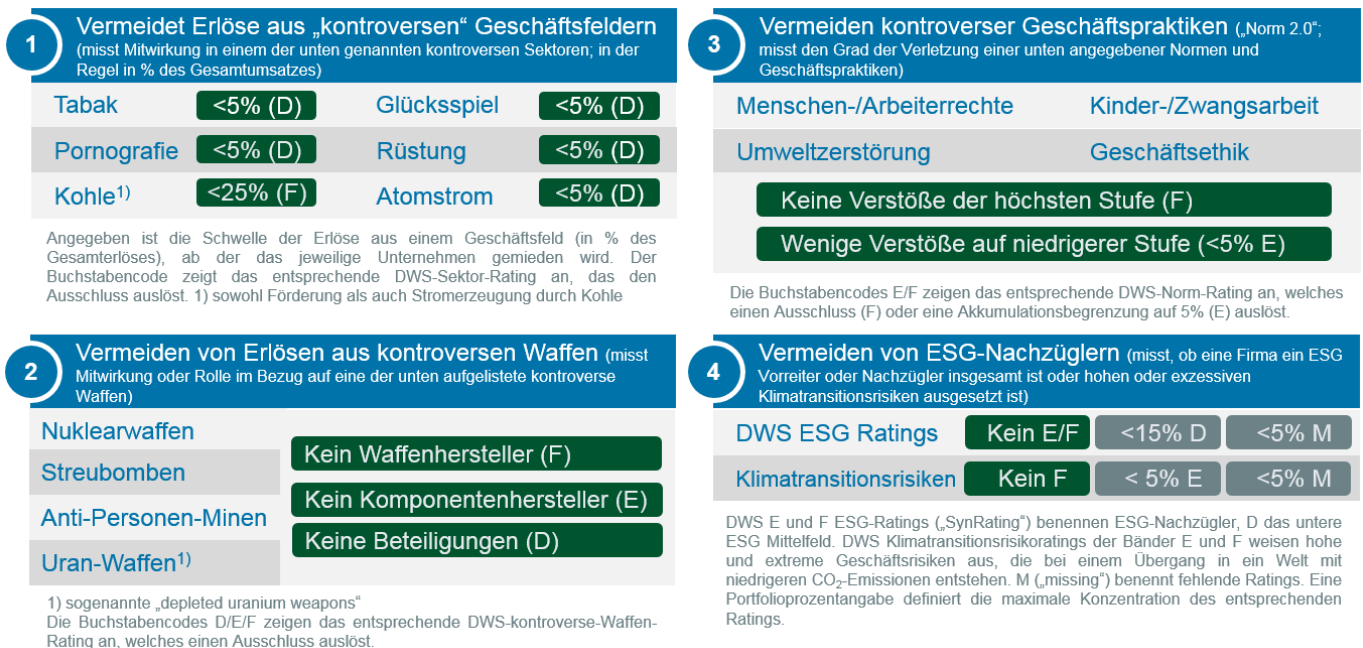 1
Vermeidet Erlöse aus „kontroversen“ Geschäftsfeldern
(misst Mitwirkung in einem der unten genannten kontroversen Sektoren; in der
Regel in % des Gesamtumsatzes)
Tabak <5% (D) Glücksspiel <5% (D)
Pornografie <5% (D) Rüstung <5% (D)
Kohle1) <25% (F) Atomstrom <5% (D)
Angegeben ist die Schwelle der Erlöse aus einem Geschäftsfeld (in % des
Gesamterlöses), ab der das jeweilige Unternehmen gemieden wird. Der
Buchstabencode zeigt das entsprechende DWS-Sektor-Rating an, das den
Ausschluss auslöst. 1) sowohl Förderung als auch Stromerzeugung durch Kohle
2
Vermeiden von Erlösen aus kontroversen Waffen (misst
Mitwirkung oder Rolle im Bezug auf eine der unten aufgelistete kontroverse
Waffen)
Nuklearwaffen
Streubomben
Anti-Personen-Minen
Uran-Waffen1)
Kein Waffenhersteller (F)
Kein Komponentenhersteller (E)
Keine Beteiligungen (D)
1) sogenannte „depleted uranium weapons“
Die Buchstabencodes D/E/F zeigen das entsprechende DWS-kontroverse-Waffen-
Rating an, welches einen Ausschluss auslöst.
3
Vermeiden kontroverser Geschäftspraktiken („Norm 2.0“;
misst den Grad der Verletzung einer unten angegebener Normen und
Geschäftspraktiken)
Menschen-/Arbeiterrechte Kinder-/Zwangsarbeit
Umweltzerstörung Geschäftsethik
Keine Verstöße der höchsten Stufe (F)
Wenige Verstöße auf niedrigerer Stufe (<5% E)
Die Buchstabencodes E/F zeigen das entsprechende DWS-Norm-Rating an, welches
einen Ausschluss (F) oder eine Akkumulationsbegrenzung auf 5% (E) auslöst.
4
Vermeiden von ESG-Nachzüglern (misst, ob eine Firma ein ESG
Vorreiter oder Nachzügler insgesamt ist oder hohen oder exzessiven
Klimatransitionsrisiken ausgesetzt ist)
DWS ESG Ratings Kein E/F <15% D <5% M
Klimatransitionsrisiken Kein F < 5% E <5% M
DWS E und F ESG-Ratings („SynRating“) benennen ESG-Nachzügler, D das untere
ESG Mittelfeld. DWS Klimatransitionsrisikoratings der Bänder E und F weisen hohe
und extreme Geschäftsrisiken aus, die bei einem Übergang in ein Welt mit
niedrigeren CO2-Emissionen entstehen. M („missing“) benennt fehlende Ratings. Eine
Portfolioprozentangabe definiert die maximale Konzentration des entsprechenden
Ratings.